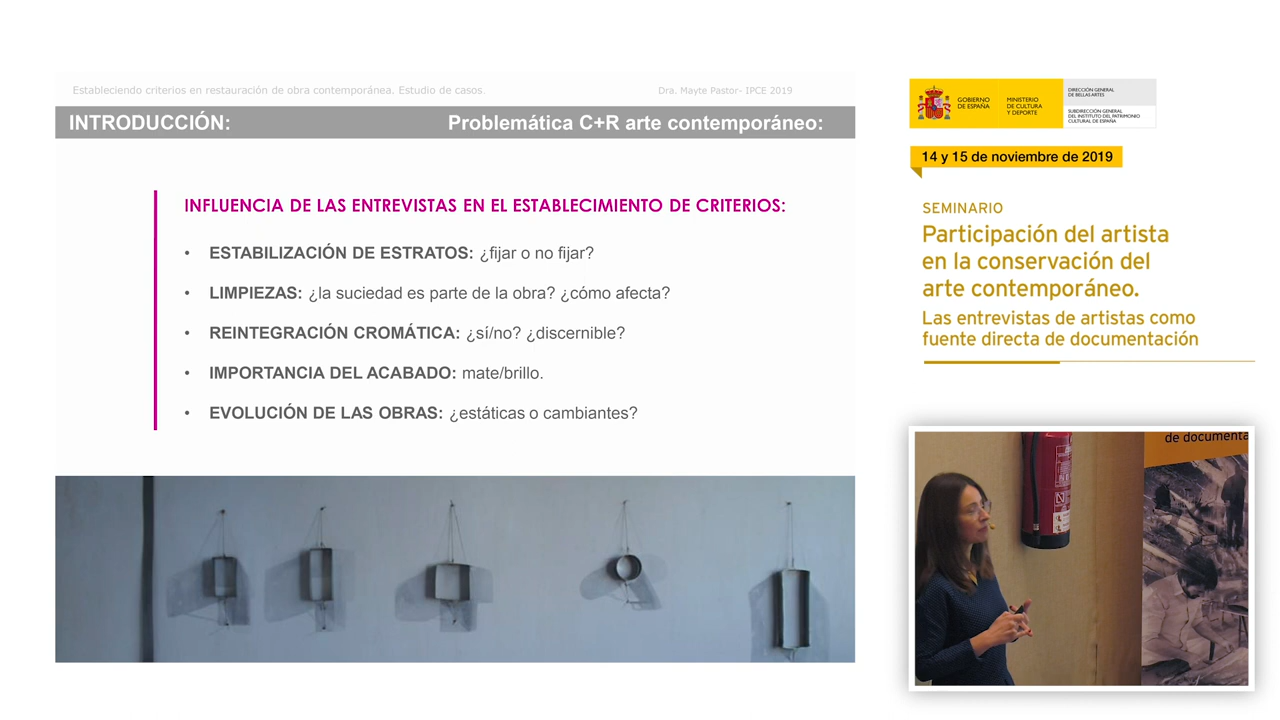 Estableciendo criterios en restauración de obra contemporánea. Estudio de casos.
Dra. Mayte Pastor- IPCE 2019
INTRODUCCIÓN:
Problemática C+R arte contemporáneo:
INFLUENCIA DE LAS ENTREVISTAS EN EL ESTABLECIMIENTO DE CRITERIOS:
• ESTABILIZACIÓN DE ESTRATOS: ¿fijar o no fijar?
• LIMPIEZAS: ¿la suciedad es parte de la obra? ¿cómo afecta?
• REINTEGRACIÓN CROMÁTICA: ¿sí/no? ¿discernible?
• IMPORTANCIA DEL ACABADO: mate/brillo.
• EVOLUCIÓN DE LAS OBRAS: ¿estáticas o cambiantes?
GOBIERNO
DE ESPAÑA
MINISTERIO
DE CULTURA
Y DEPORTE
DIRECCIÓN GENERAL
DE BELLAS ARTES
SUBDIRECCIÓN GENERAL
DEL INSTITUTO DEL PATRIMONIO
CULTURAL DE ESPAÑA
14 y 15 de noviembre de 2019
SEMINARIO
Participación del artista
en la conservación del
arte contemporáneo.
Las entrevistas de artistas como
fuente directa de documentación
de documenta